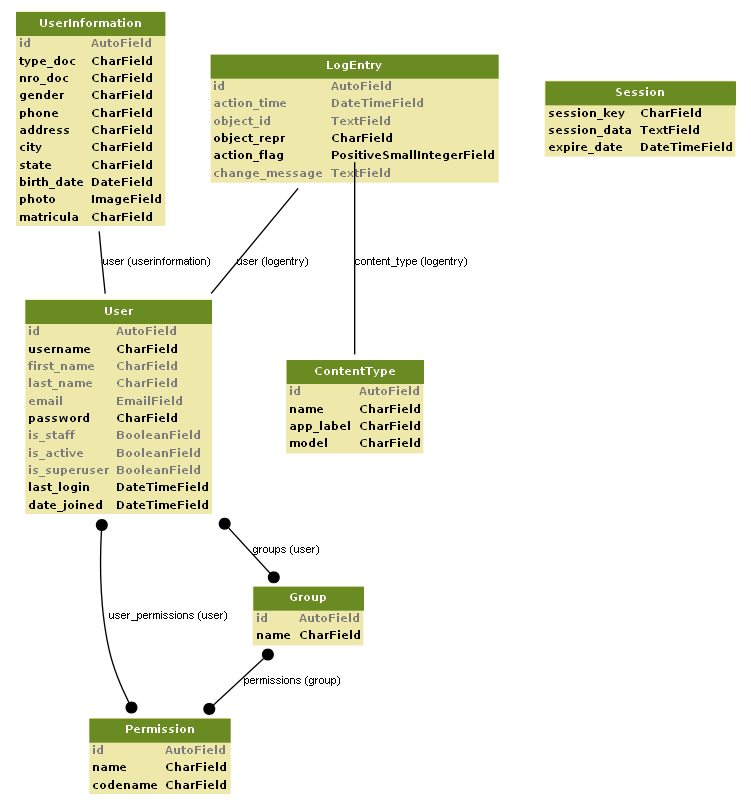 UserInformation
id AutoField
type_doc CharField
nro_doc CharField
gender CharField
phone CharField
address CharField
city CharField
state CharField
birth_date DateField
photo ImageField
matricula CharField
LogEntry
id AutoField
action_time DateTimeField
object_id TextField
object_repr CharField
action_flag PositiveSmallIntegerField
change_message TextField
Session
session_key CharField
session_data TextField
expire_date DateTimeField
user (userinformation)
user (logentry)
content_type (logentry)
User
id AutoField
username CharField
first_name CharField
last_name CharField
email EmailField
password CharField
is_staff BooleanField
is_active BooleanField
is_superuser BooleanField
last_login DateTimeField
date_joined DateTimeField
ContentType
id AutoField
name CharField
app_label CharField
model CharField
groups (user)
user_permissions (user)
Group
id AutoField
name CharField
permissions (group)
Permission
id AutoField
name CharField
codename CharField